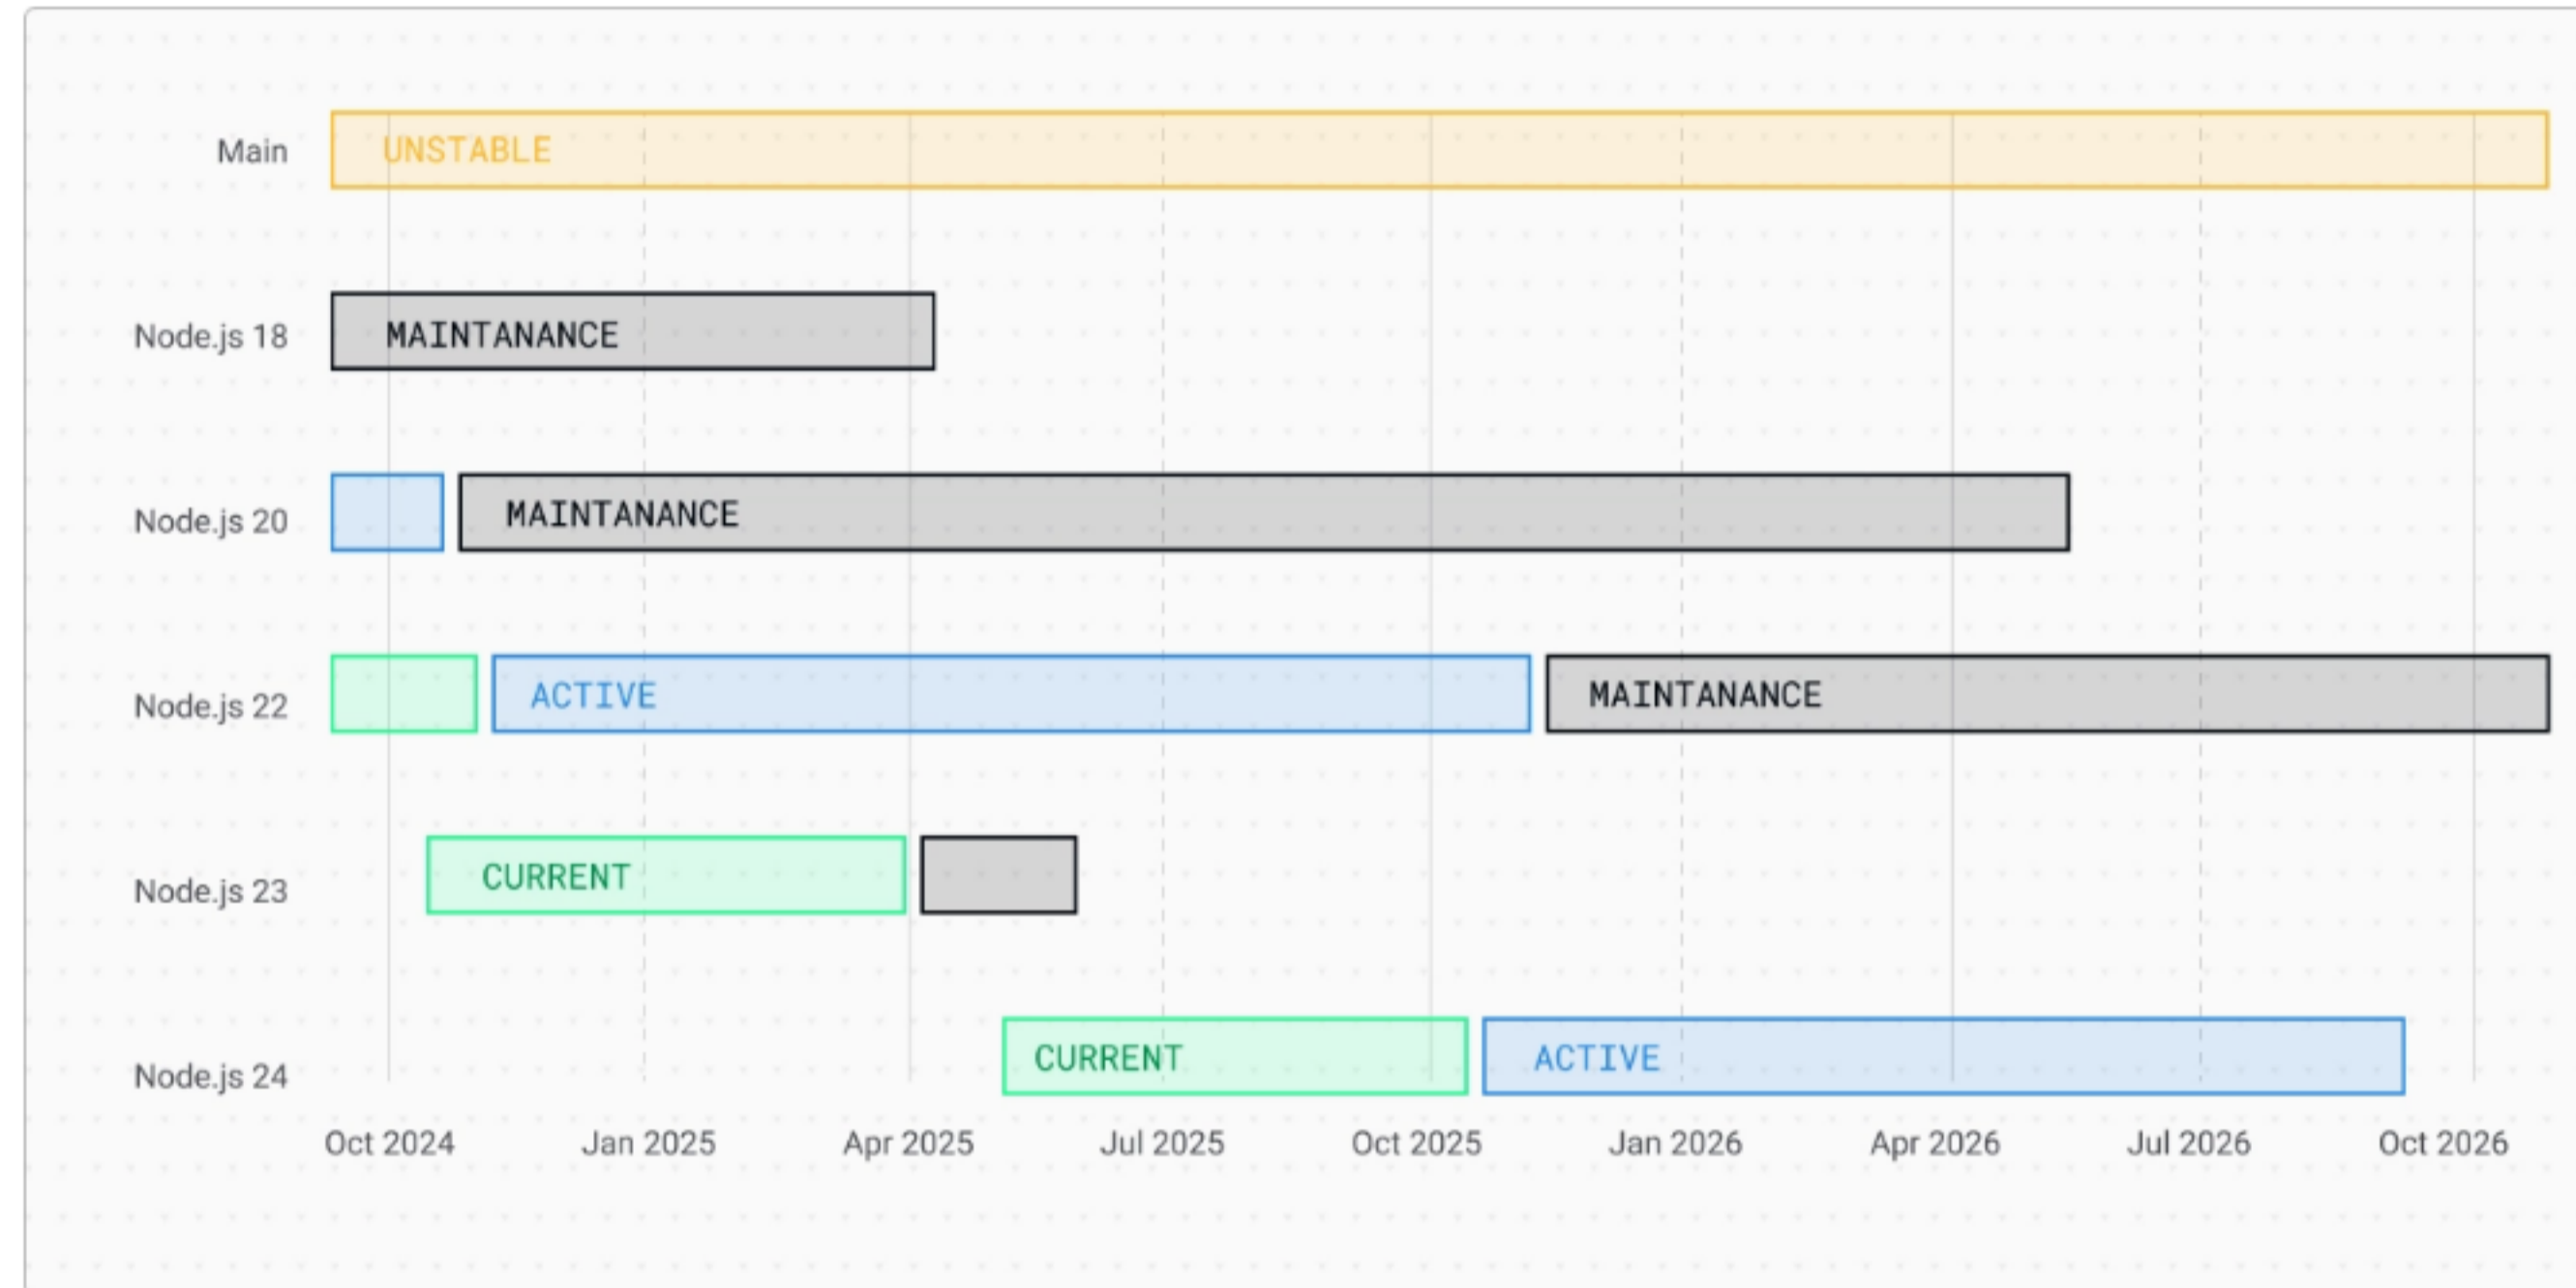 Main
UNSTABLE
Node.js 18
MAINTANANCE
Node.js 20
MAINTANANCE
Node.js 22
ACTIVE
MAINTANANCE
Node.js 23
CURRENT
Node.js 24
CURRENT
ACTIVE
Oct 2024
Jan 2025
Apr 2025
Jul 2025
Oct 2025
Jan 2026
Apr 2026
Jul 2026
Oct 2026